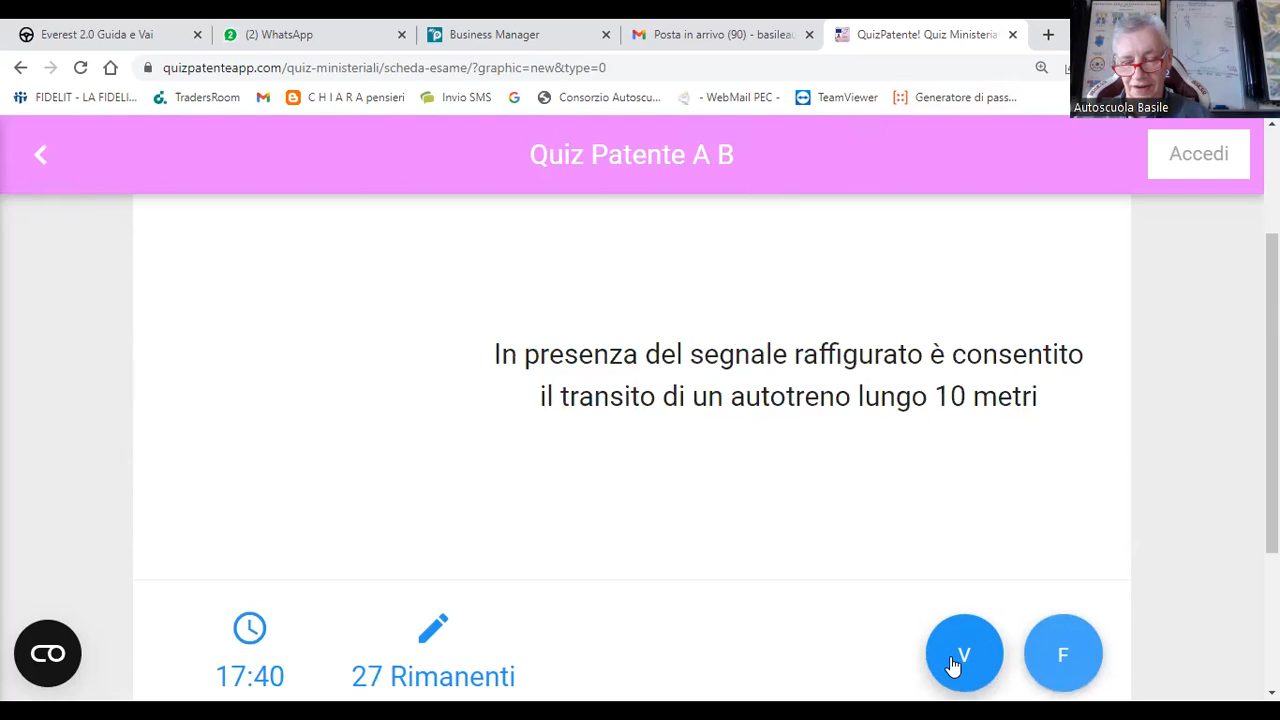 Everest 2.0 Guida e Vai
(2) WhatsApp
Business Manager
Posta in arrivo (90) - basiles
QuizPatente! Quiz Ministeria
quizpatenteapp.com/quiz-ministeriali/scheda-esame/?graphic=new&type=0
FIDELIT - LA FIDELI...
TradersRoom
C H I A R A pensieri
Invio SMS
Consorzio Autoscu...
- WebMail PEC -
TeamViewer
Generatore di pass...
Autoscuola Basile
Quiz Patente A B
Accedi
In presenza del segnale raffigurato è consentito
il transito di un autotreno lungo 10 metri
17:40
27 Rimanenti
V
F